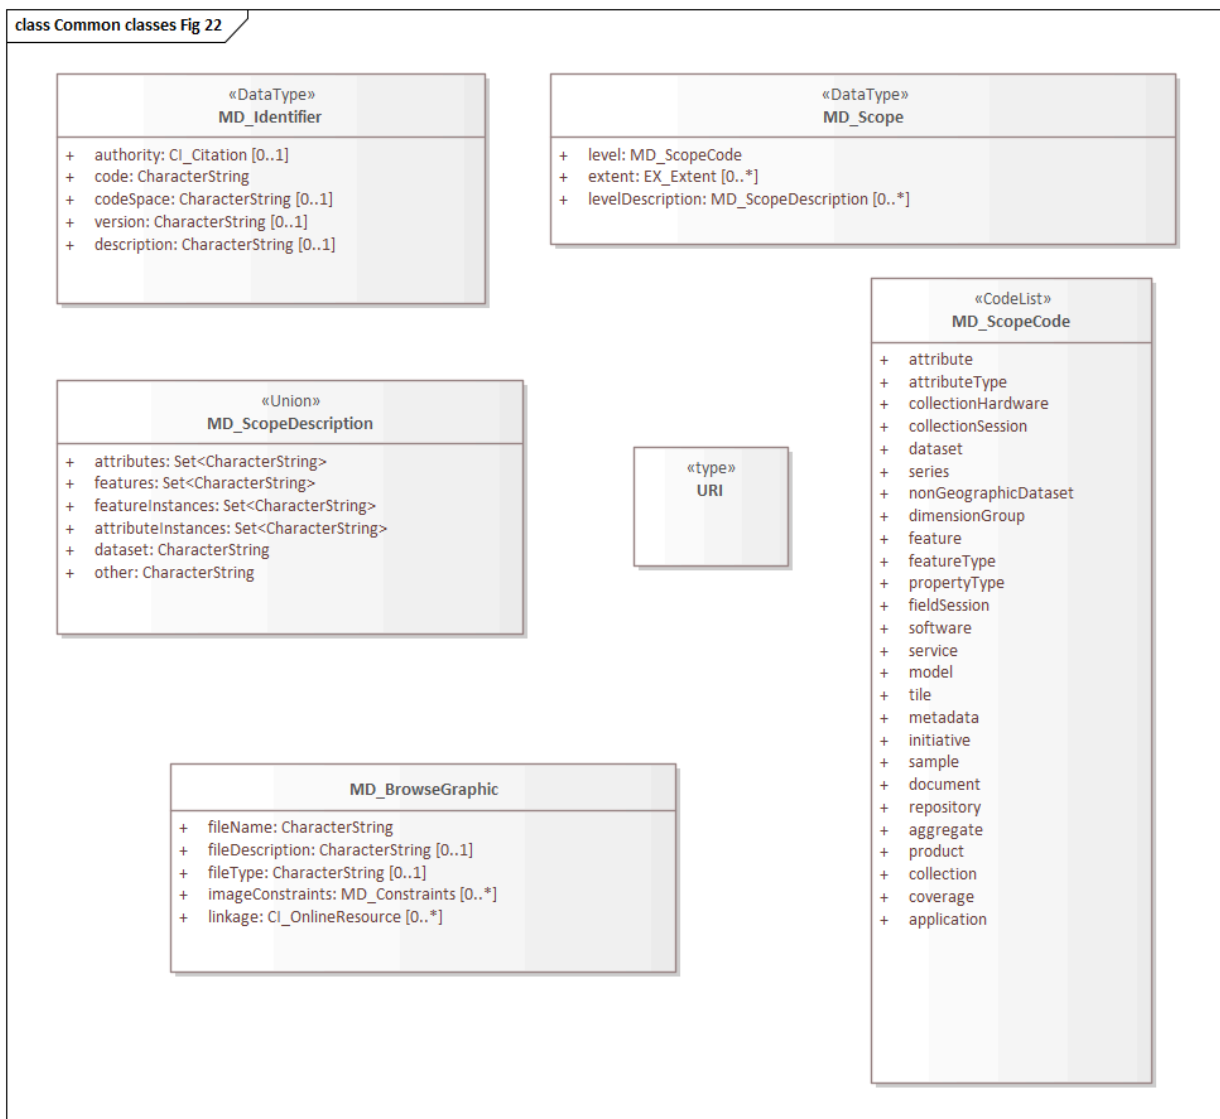 class Common classes Fig 22
«DataType»
MD_Identifier
+ authority: CI_Citation [0..1]
+ code: CharacterString
+ codeSpace: CharacterString [0..1]
+ version: CharacterString [0..1]
+ description: CharacterString [0..1]
«DataType»
MD_Scope
+ level: MD_ScopeCode
+ extent: EX_Extent [0..*]
+ levelDescription: MD_ScopeDescription [0..*]
«CodeList»
MD_ScopeCode
+ attribute
+ attributeType
+ collectionHardware
+ collectionSession
+ dataset
+ series
+ nonGeographicDataset
+ dimensionGroup
+ feature
+ featureType
+ propertyType
+ fieldSession
+ software
+ service
+ model
+ tile
+ metadata
+ initiative
+ sample
+ document
+ repository
+ aggregate
+ product
+ collection
+ coverage
+ application
«Union»
MD_ScopeDescription
+ attributes: Set<CharacterString>
+ features: Set<CharacterString>
+ featureInstances: Set<CharacterString>
+ attributeInstances: Set<CharacterString>
+ dataset: CharacterString
+ other: CharacterString
«type»
URI
MD_BrowseGraphic
+ fileName: CharacterString
+ fileDescription: CharacterString [0..1]
+ fileType: CharacterString [0..1]
+ imageConstraints: MD_Constraints [0..*]
+ linkage: CI_OnlineResource [0..*]